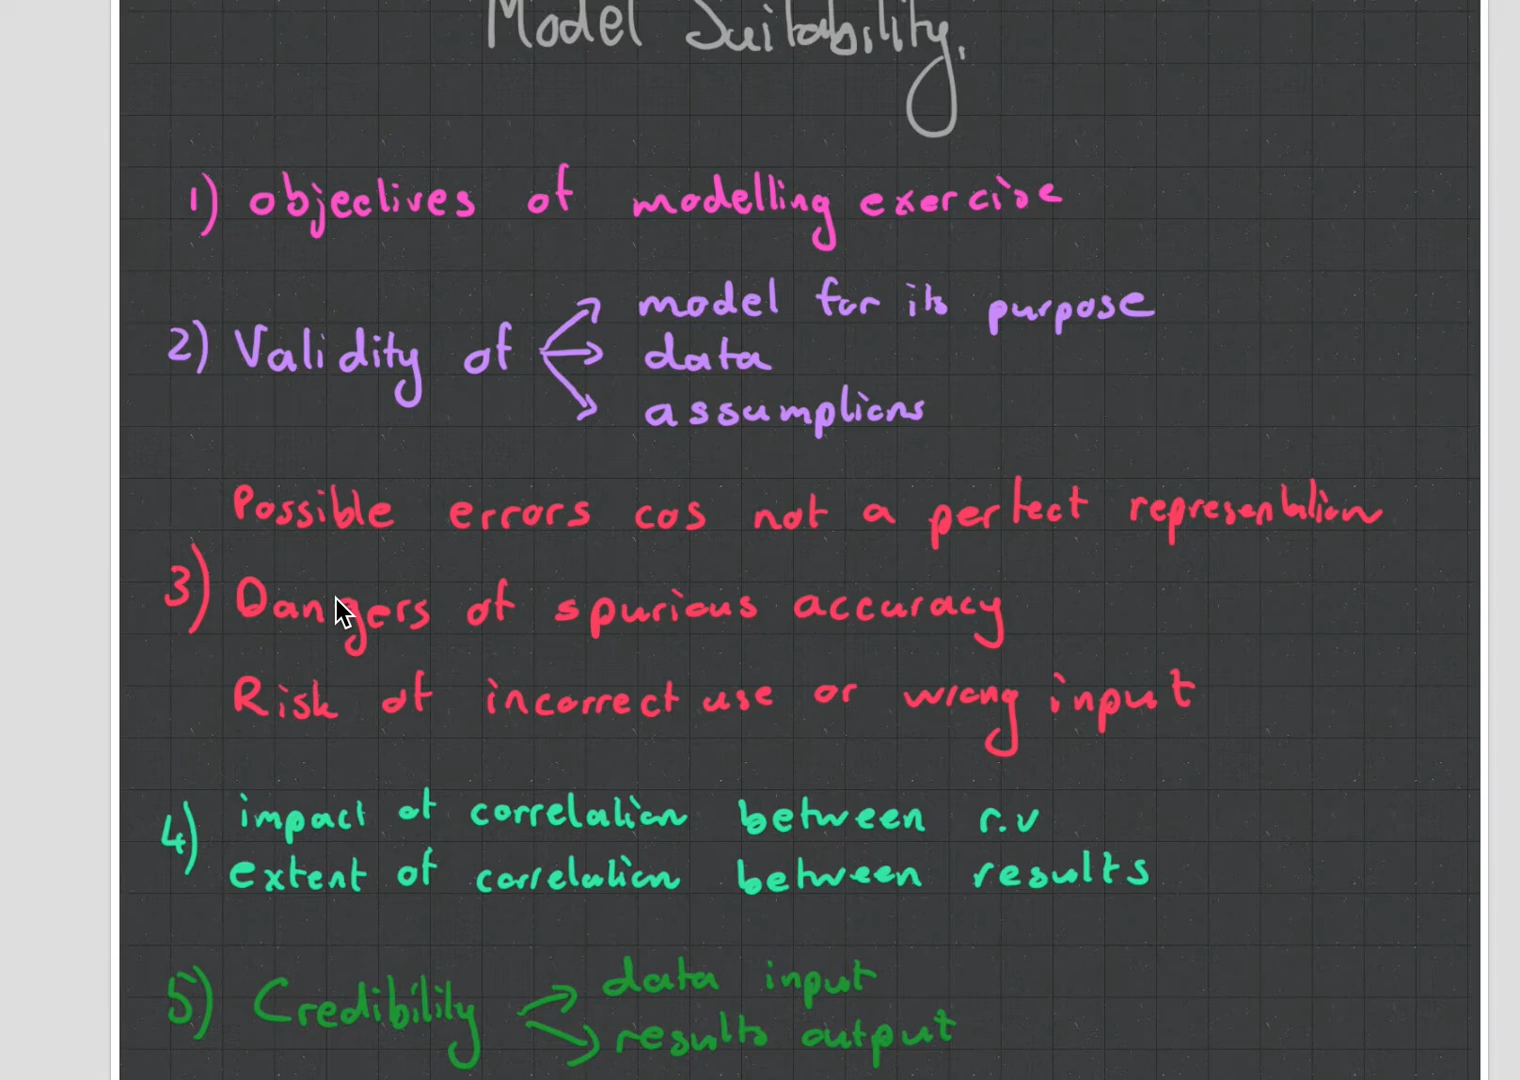 Model Suitability.
1) objectives of modelling exercise
2) Validity of
model for its purpose
data
assumptions
Possible errors cos not a perfect representation
3) Dangers of spurious accuracy
Risk of incorrect use or wrong input
4) impact of correlation between r.v
extent of correlation between results
5) Credibility
data input
results output